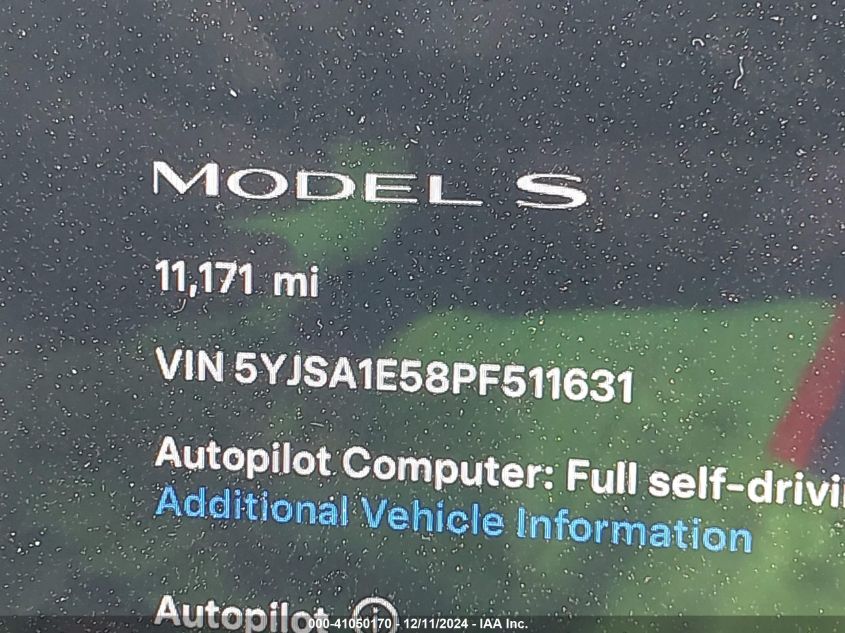 MODEL S
11,171 mi
VIN 5YJSA1E58PF511631
Autopilot Computer: Full self-drivi
Additional Vehicle Information
Autopilot
000-41050170 - 12/11/2024 - IAA Inc.